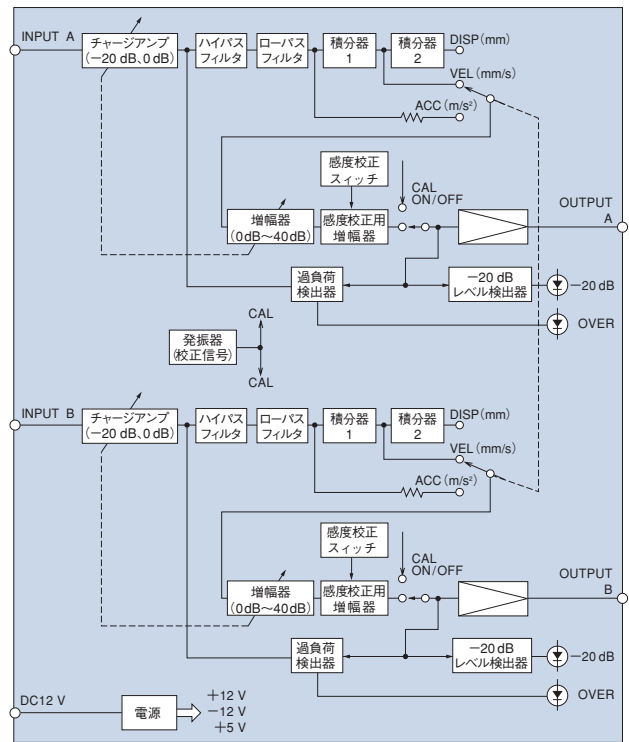 INPUT A
チャージアンプ
(−20 dB、0 dB)
ハイパス
フィルタ
ローパス
フィルタ
積分器
1
積分器
2
DISP(mm)
VEL(mm/s)
ACC(m/s²)
感度校正
スイッチ
CAL
ON/OFF
増幅器
(0dB〜40dB)
感度校正用
増幅器
OUTPUT
A
過負荷
検出器
−20 dB
レベル検出器
−20 dB
OVER
CAL
発振器
(校正信号)
CAL
INPUT B
チャージアンプ
(−20 dB、0 dB)
ハイパス
フィルタ
ローパス
フィルタ
積分器
1
積分器
2
DISP(mm)
VEL(mm/s)
ACC(m/s²)
感度校正
スイッチ
CAL
ON/OFF
増幅器
(0dB〜40dB)
感度校正用
増幅器
OUTPUT
B
過負荷
検出器
−20 dB
レベル検出器
−20 dB
OVER
DC12 V
電源
+12 V
−12 V
+5 V